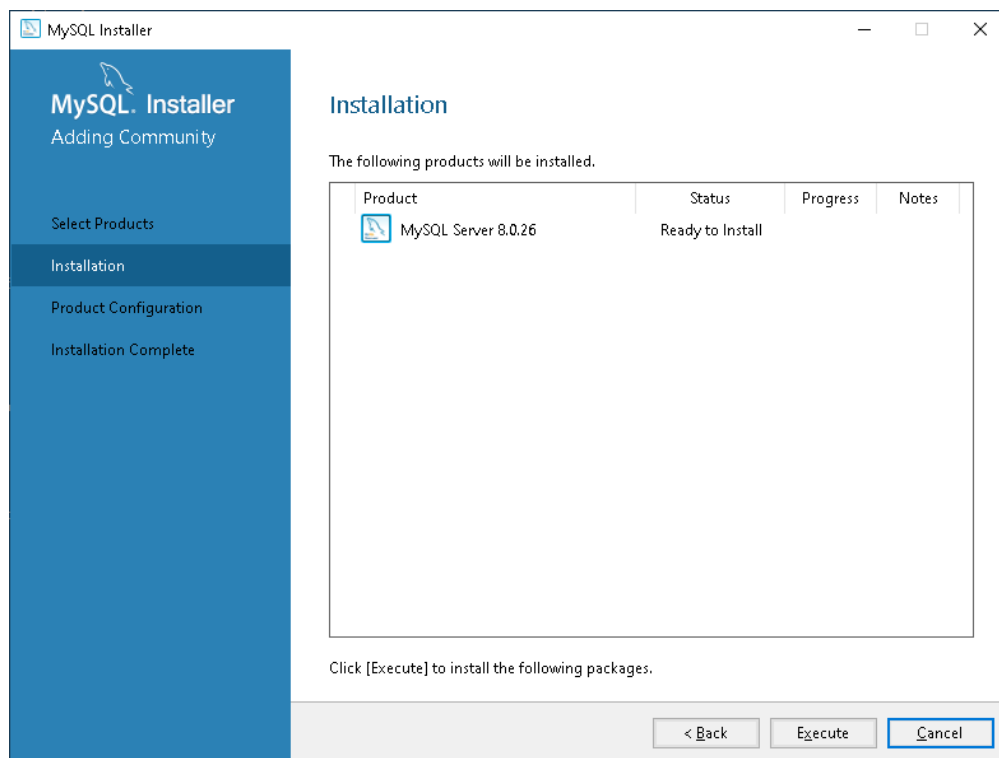 MySQL Installer
MySQL. Installer
Adding Community
Select Products
Installation
Product Configuration
Installation Complete
Installation
The following products will be installed.
Product Status Progress Notes
MySQL Server 8.0.26 Ready to Install
Click [Execute] to install the following packages.
< Back Execute Cancel